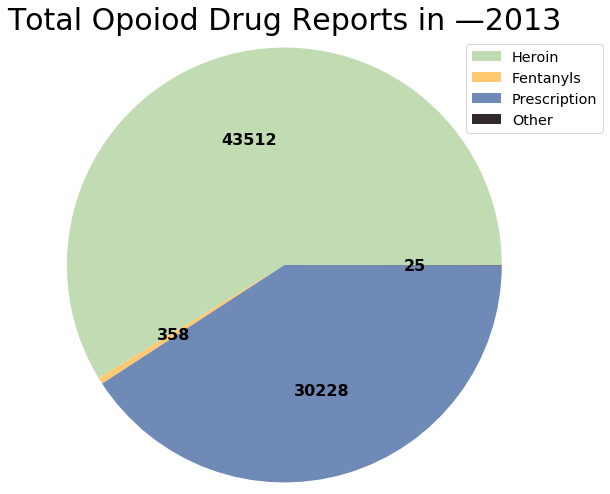 Total Opoiod Drug Reports in —2013
Heroin
Fentanyls
Prescription
Other
43512
25
358
30228